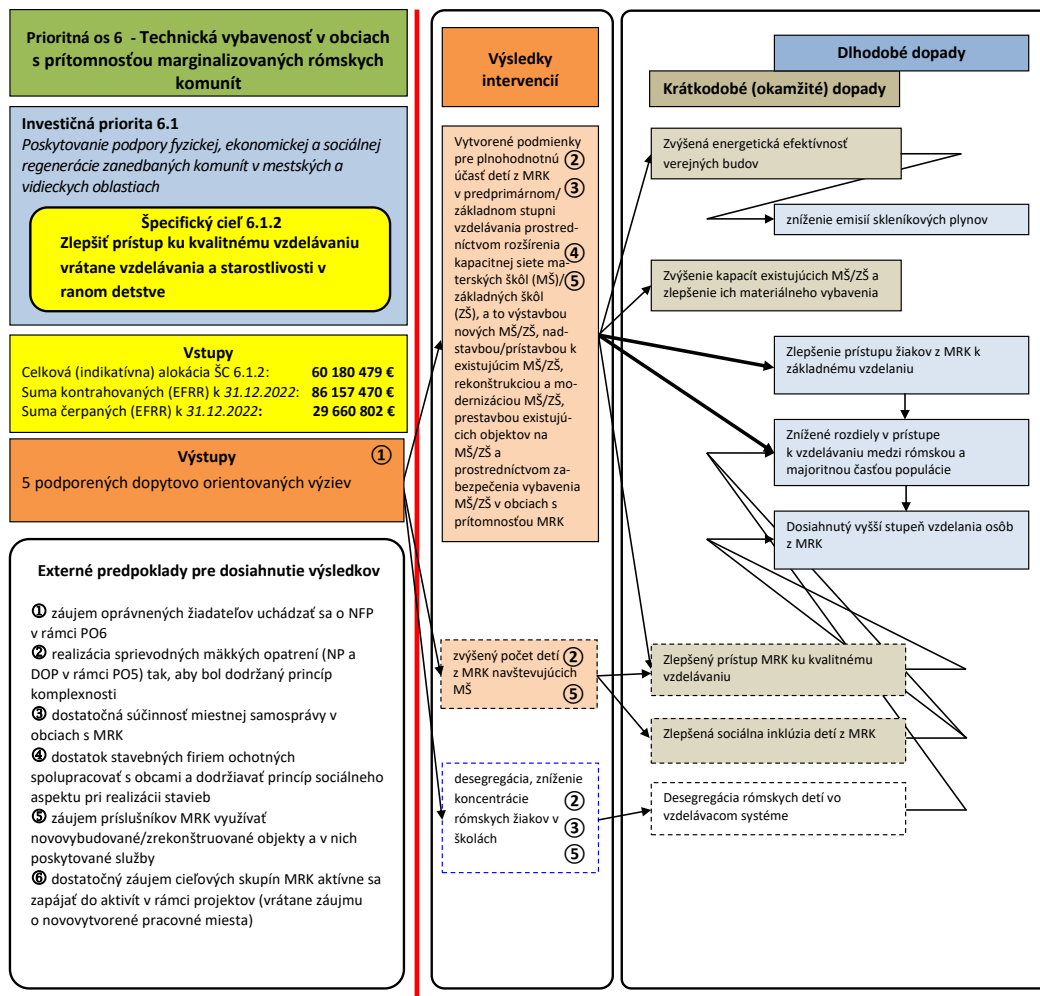 Prioritná os 6 - Technická vybavenosť v obciach
s prítomnosťou marginalizovaných rómskych
komunít
Investičná priorita 6.1
Poskytovanie podpory fyzickej, ekonomickej a sociálnej
regenerácie zanedbaných komunít v mestských a
vidieckych oblastiach
Špecifický cieľ 6.1.2
Zlepšiť prístup ku kvalitnému vzdelávaniu
vrátane vzdelávania a starostlivosti v
ranom detstve
Vstupy
Celková (indikatívna) alokácia ŠC 6.1.2: 60 180 479 €
Suma kontrahovaných (EFRR) k 31.12.2022: 86 157 470 €
Suma čerpaných (EFRR) k 31.12.2022: 29 660 802 €
Výstupy ①
5 podporených dopytovo orientovaných výziev
Externé predpoklady pre dosiahnutie výsledkov
① záujem oprávnených žiadateľov uchádzať sa o NFP
v rámci PO6
② realizácia sprievodných mäkkých opatrení (NP a
DOP v rámci PO5) tak, aby bol dodržaný princíp
komplexnosti
③ dostatočná súčinnosť miestnej samosprávy v
obciach s MRK
④ dostatok stavebných firiem ochotných
spolupracovať s obcami a dodržiavať princíp sociálneho
aspektu pri realizácii stavieb
⑤ záujem príslušníkov MRK využívať
novovybudované/zrekonštruované objekty a v nich
poskytované služby
⑥ dostatočný záujem cieľových skupín MRK aktívne sa
zapájať do aktivít v rámci projektov (vrátane záujmu
o novovytvorené pracovné miesta)
Výsledky
intervencií
Vytvorené podmienky
pre plnohodnotnú ②
účasť detí z MRK
v predprimárnom/ ③
základnom stupni
vzdelávania prostred-
níctvom rozšírenia ④
kapacitnej siete ma-
terských škôl (MŠ)/ ⑤
základných škôl
(ZŠ), a to výstavbou
nových MŠ/ZŠ, nad-
stavbou/prístavbou k
existujúcim MŠ/ZŠ,
rekonštrukciou a mo-
dernizáciou MŠ/ZŠ,
prestavbou existujú-
cich objektov na
MŠ/ZŠ a
prostredníctvom za-
bezpečenia vybavenia
MŠ/ZŠ v obciach s
prítomnosťou MRK
zvýšený počet detí ②
z MRK navštevujúcich
MŠ ⑤
desegregácia, zníženie
koncentrácie ②
rómskych žiakov v ③
školách ⑤
Dlhodobé dopady
Krátkodobé (okamžité) dopady
Zvýšená energetická efektívnosť
verejných budov
zníženie emisií skleníkových plynov
Zvýšenie kapacít existujúcich MŠ/ZŠ a
zlepšenie ich materiálneho vybavenia
Zlepšenie prístupu žiakov z MRK k
základnému vzdelaniu
Znížené rozdiely v prístupe
k vzdelávaniu medzi rómskou a
majoritnou časťou populácie
Dosiahnutý vyšší stupeň vzdelania osôb
z MRK
Zlepšený prístup MRK ku kvalitnému
vzdelávaniu
Zlepšená sociálna inklúzia detí z MRK
Desegregácia rómskych detí vo
vzdelávacom systéme